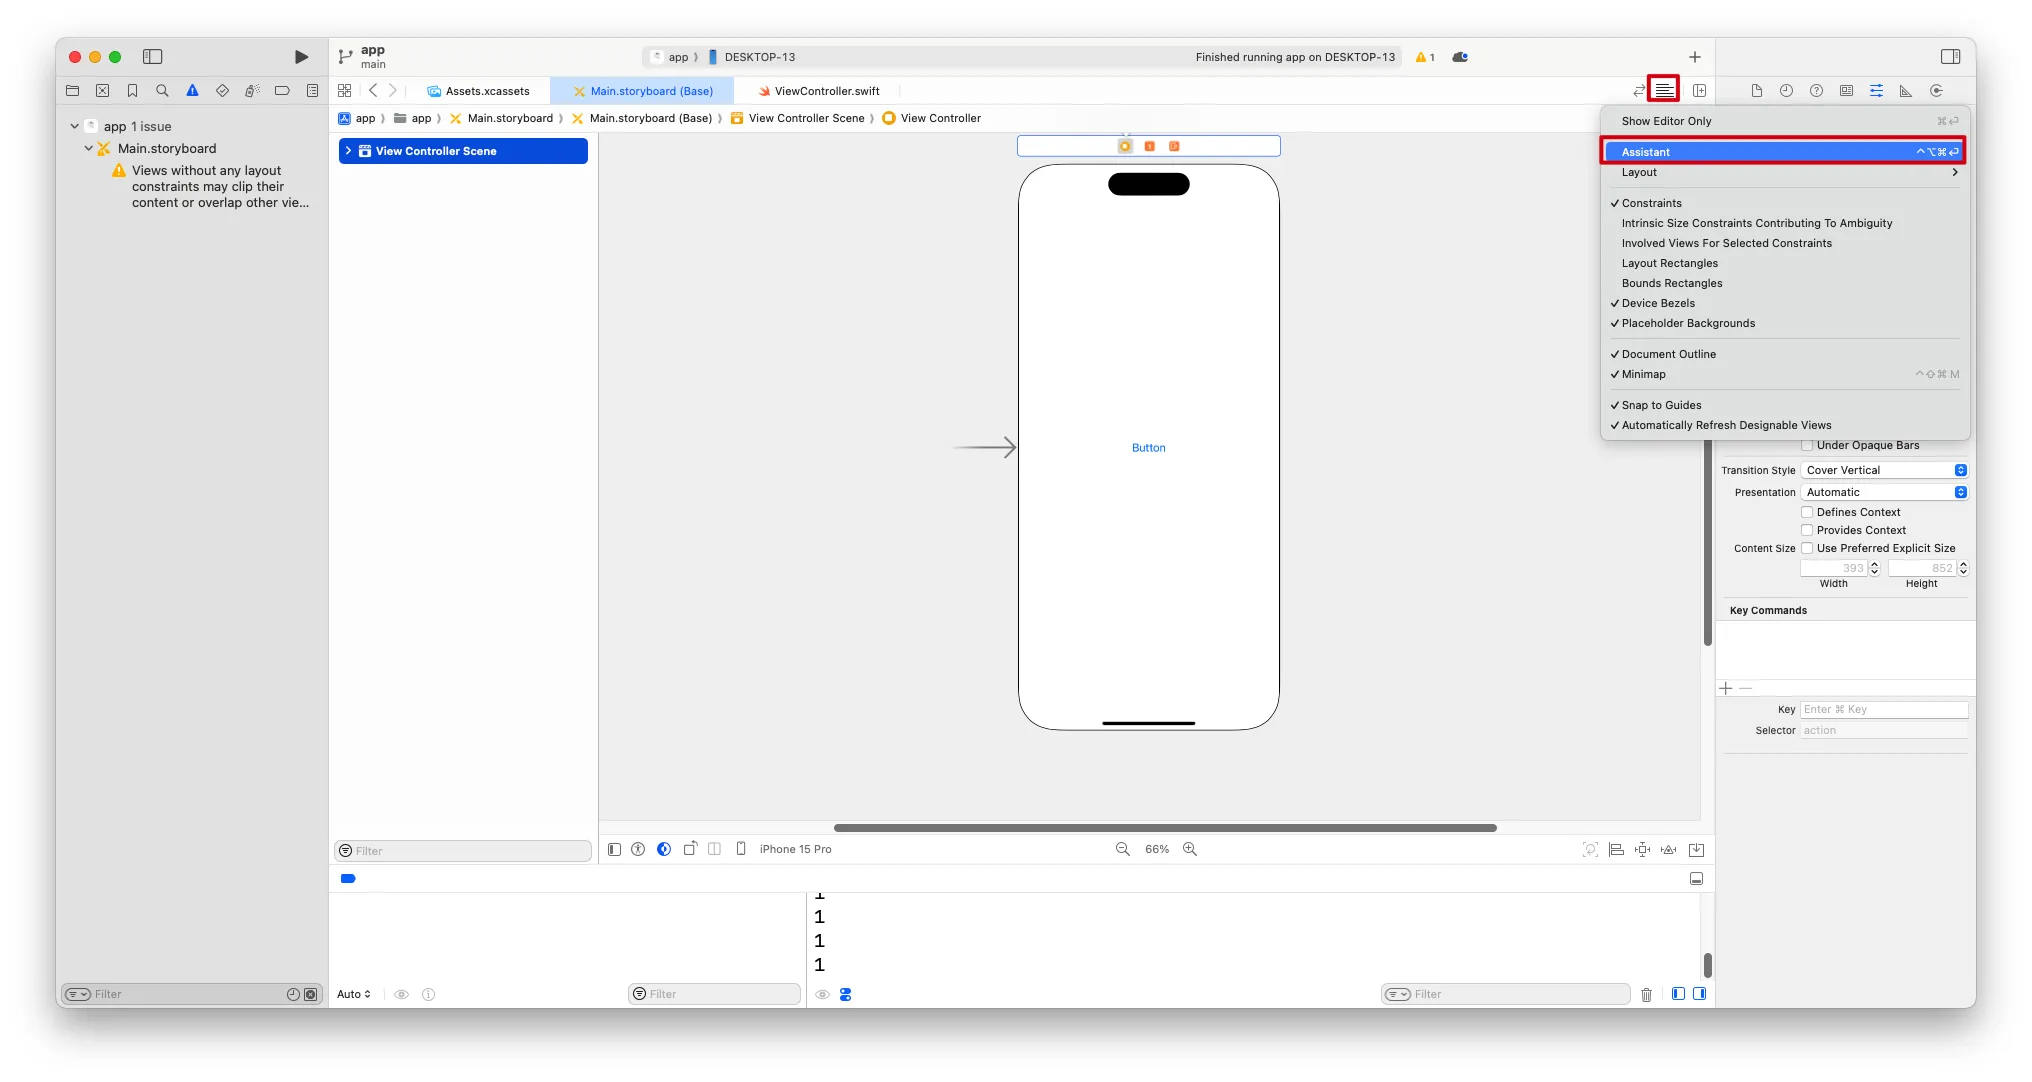 app
main
app
DESKTOP-13
Finished running app on DESKTOP-13
1
Assets.xcassets
Main.storyboard (Base)
ViewController.swift
app
app
Main.storyboard
Main.storyboard (Base)
View Controller Scene
View Controller
app 1 issue
Main.storyboard
Views without any layout
constraints may clip their
content or overlap other vie...
View Controller Scene
Button
Show Editor Only ⌘⏎
Assistant ^⌥⌘⏎
Layout
✓ Constraints
Intrinsic Size Constraints Contributing To Ambiguity
Involved Views For Selected Constraints
Layout Rectangles
Bounds Rectangles
✓ Device Bezels
✓ Placeholder Backgrounds
✓ Document Outline
✓ Minimap ^⇧⌘M
✓ Snap to Guides
✓ Automatically Refresh Designable Views
Under Opaque Bars
Transition Style Cover Vertical
Presentation Automatic
Defines Context
Provides Context
Content Size Use Preferred Explicit Size
393 852
Width Height
Key Commands
Key Enter ⌘ Key
Selector action
Filter
iPhone 15 Pro
66%
1
1
1
1
Filter
Auto
Filter
Filter